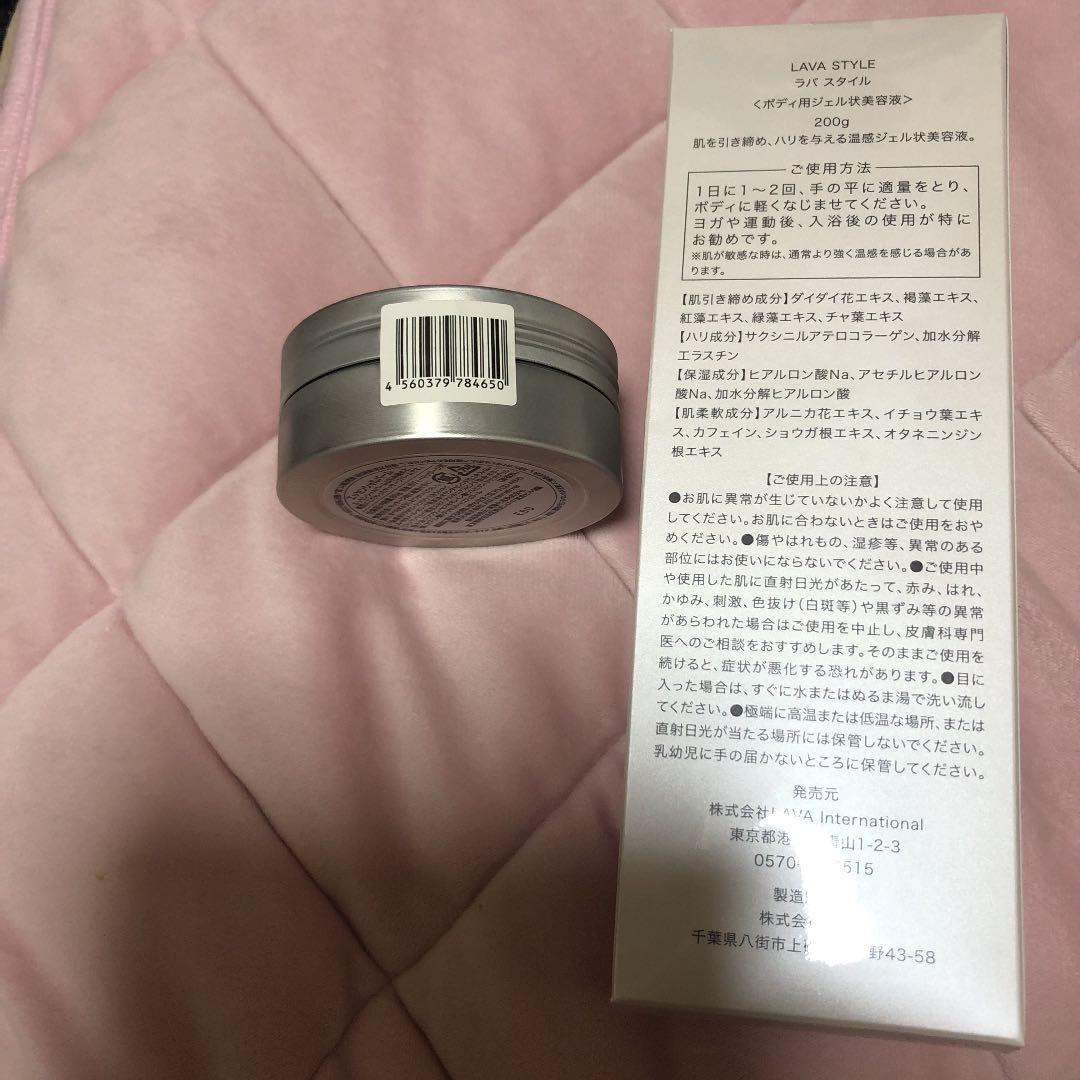 4 560379 784650
LAVA STYLE
ラバ スタイル
<ボディ用ジェル状美容液>
200g
肌を引き締め、ハリを与える温感ジェル状美容液。
ご使用方法
1日に1〜2回、手の平に適量をとり、
ボディに軽くなじませてください。
ヨガや運動後、入浴後の使用が特に
お勧めです。
※肌が敏感な時は、通常より強く温感を感じる場合があ
ります。
【肌引き締め成分】ダイダイ花エキス、褐藻エキス、
紅藻エキス、緑藻エキス、チャ葉エキス
【ハリ成分】サクシニルアテロコラーゲン、加水分解
エラスチン
【保湿成分】ヒアルロン酸Na、アセチルヒアルロン
酸Na、加水分解ヒアルロン酸
【肌柔軟成分】アルニカ花エキス、イチョウ葉エキ
ス、カフェイン、ショウガ根エキス、オタネニンジン
根エキス
【ご使用上の注意】
●お肌に異常が生じていないかよく注意して使用
してください。お肌に合わないときはご使用をおや
めください。●傷やはれもの、湿疹等、異常のある
部位にはお使いにならないでください。●ご使用中
や使用した肌に直射日光があたって、赤み、はれ、
かゆみ、刺激、色抜け(白斑等)や黒ずみ等の異常
があらわれた場合はご使用を中止し、皮膚科専門
医へのご相談をおすすめします。そのままご使用を
続けると、症状が悪化する恐れがあります。●目に
入った場合は、すぐに水またはぬるま湯で洗い流し
てください。●極端に高温または低温な場所、または
直射日光が当たる場所には保管しないでください。
乳幼児に手の届かないところに保管してください。
発売元
株式会社LAVA International
東京都港 青山1-2-3
0570- 515
製造
株式会
千葉県八街市上 野43-58